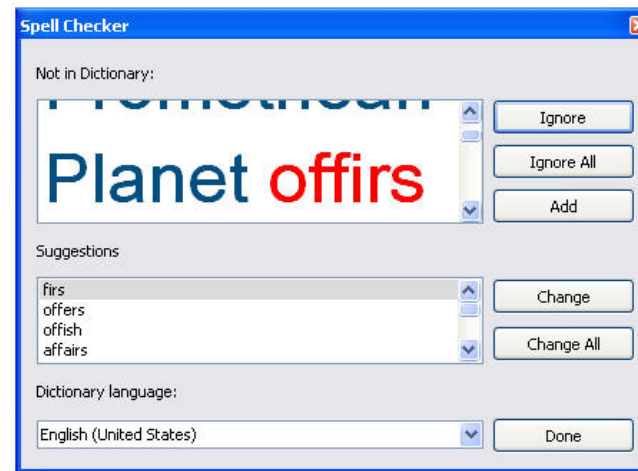 Spell Checker
Not in Dictionary:
Promethean
Planet offirs
Ignore
Ignore All
Add
Suggestions
firs
offers
offish
affairs
Change
Change All
Dictionary language:
English (United States)
Done